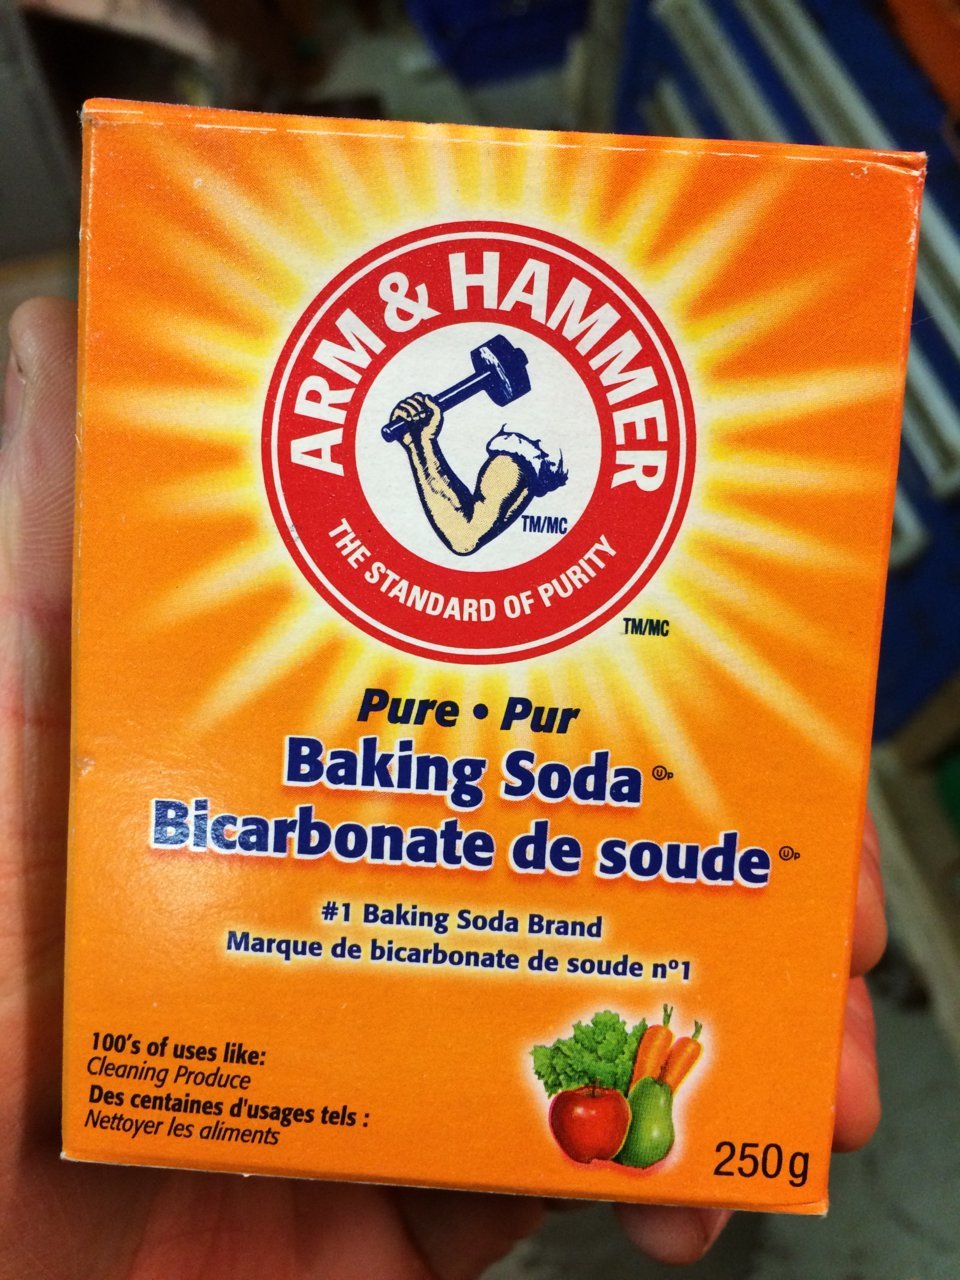 ARM & HAMMER
TM/MC
THE STANDARD OF PURITY
TM/MC
Pure • Pur
Baking Soda ⓊP
Bicarbonate de soude ⓊP
#1 Baking Soda Brand
Marque de bicarbonate de soude nº1
100's of uses like:
Cleaning Produce
Des centaines d'usages tels :
Nettoyer les aliments
250g